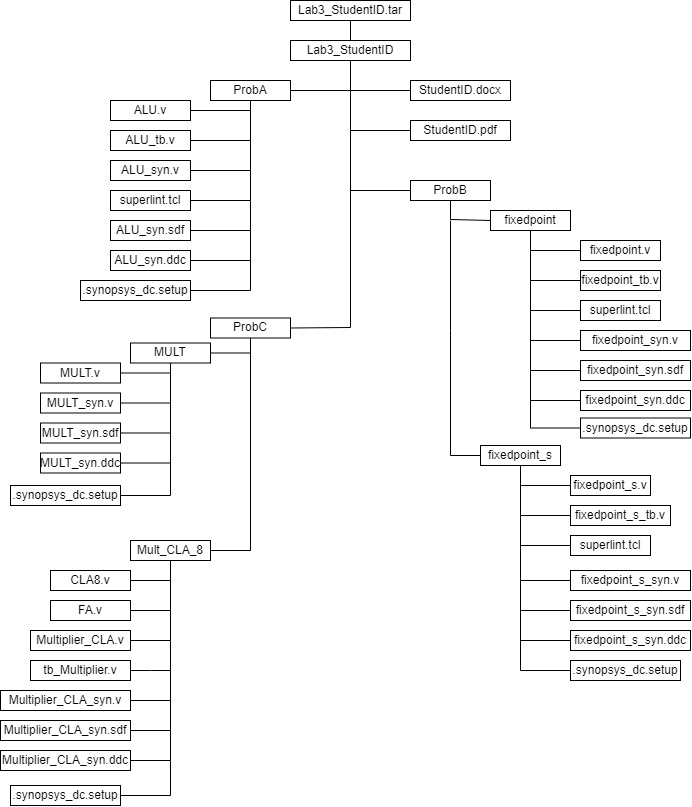 Lab3_StudentID.tar
Lab3_StudentID
ProbA
StudentID.docx
ALU.v
StudentID.pdf
ALU_tb.v
ALU_syn.v
superlint.tcl
ALU_syn.sdf
ALU_syn.ddc
.synopsys_dc.setup
ProbB
fixedpoint
fixedpoint.v
fixedpoint_tb.v
superlint.tcl
fixedpoint_syn.v
fixedpoint_syn.sdf
fixedpoint_syn.ddc
.synopsys_dc.setup
fixedpoint_s
fixedpoint_s.v
fixedpoint_s_tb.v
superlint.tcl
fixedpoint_s_syn.v
fixedpoint_s_syn.sdf
fixedpoint_s_syn.ddc
.synopsys_dc.setup
ProbC
MULT
MULT.v
MULT_syn.v
MULT_syn.sdf
MULT_syn.ddc
.synopsys_dc.setup
Mult_CLA_8
CLA8.v
FA.v
Multiplier_CLA.v
tb_Multiplier.v
Multiplier_CLA_syn.v
Multiplier_CLA_syn.sdf
Multiplier_CLA_syn.ddc
.synopsys_dc.setup